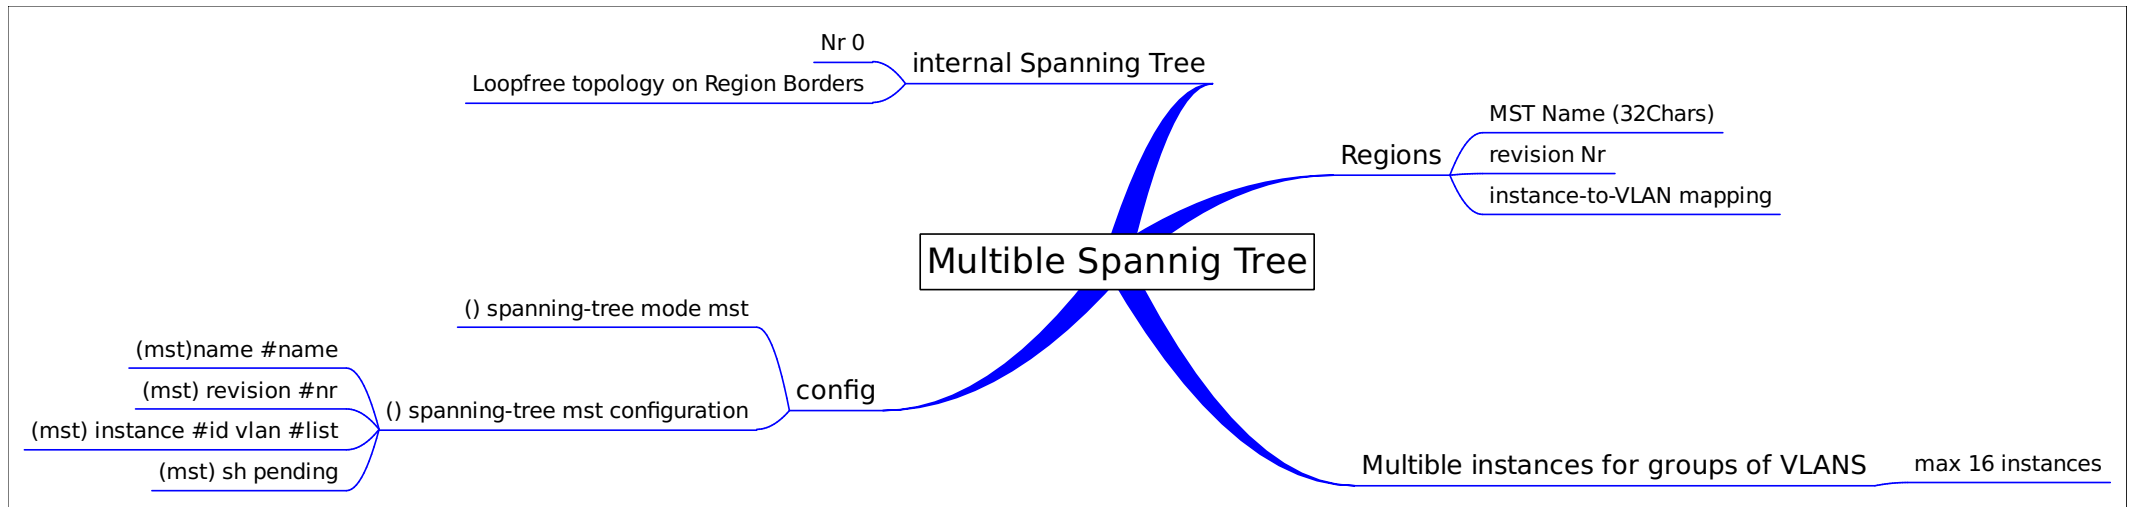 Nr 0
internal Spanning Tree
Loopfree topology on Region Borders
MST Name (32Chars)
Regions
revision Nr
instance-to-VLAN mapping
Multible Spannig Tree
() spanning-tree mode mst
(mst)name #name
config
(mst) revision #nr
() spanning-tree mst configuration
(mst) instance #id vlan #list
(mst) sh pending
Multible instances for groups of VLANS
max 16 instances